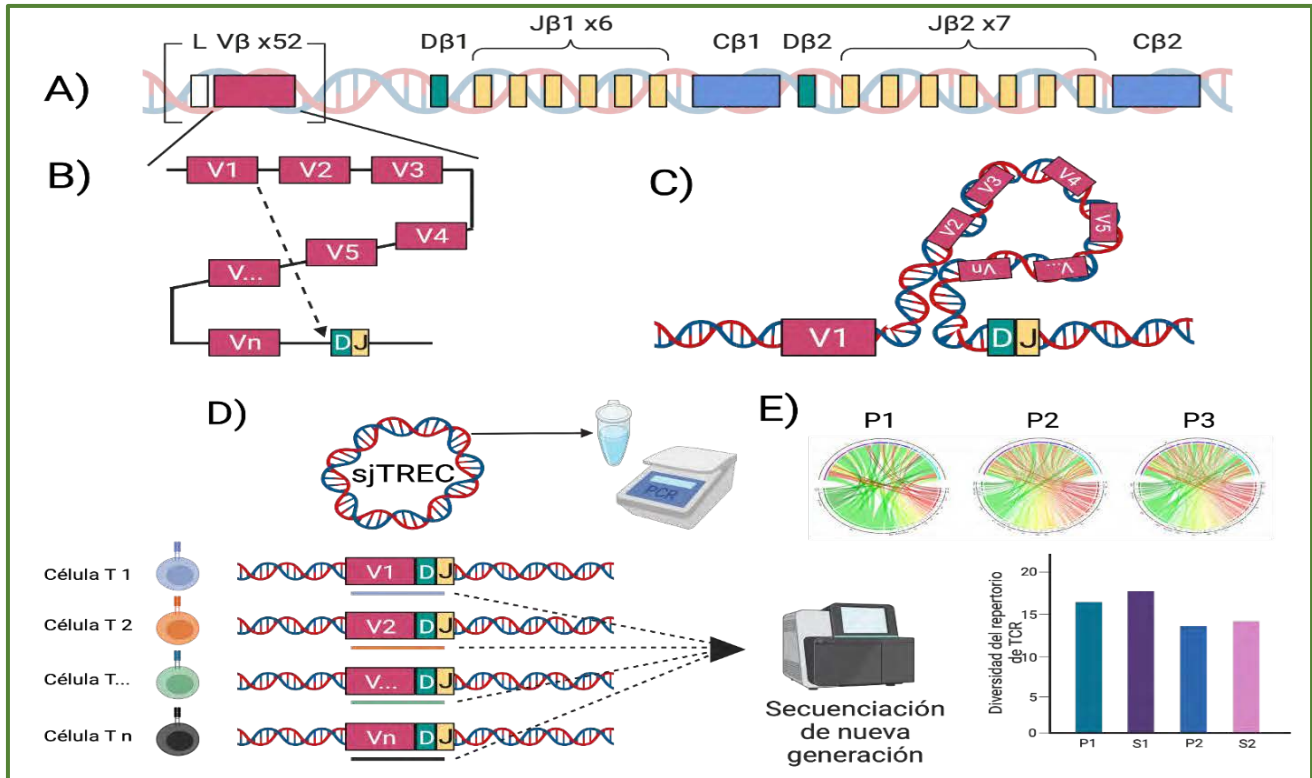 A)
L Vβ x52
Dβ1
Jβ1 x6
Cβ1
Dβ2
Jβ2 x7
Cβ2
B)
V1
V2
V3
V4
V5
V...
Vn
D J
C)
V1
V2
V3
V4
V5
V...
Vn
D J
D)
sjTREC
PCR
Célula T 1
V1 D J
Célula T 2
V2 D J
Célula T...
V... D J
Célula T n
Vn D J
Secuenciación
de nueva
generación
E)
P1 P2 P3
Diversidad del repertorio
de TCR
20
15
10
5
0
P1 S1 P2 S2